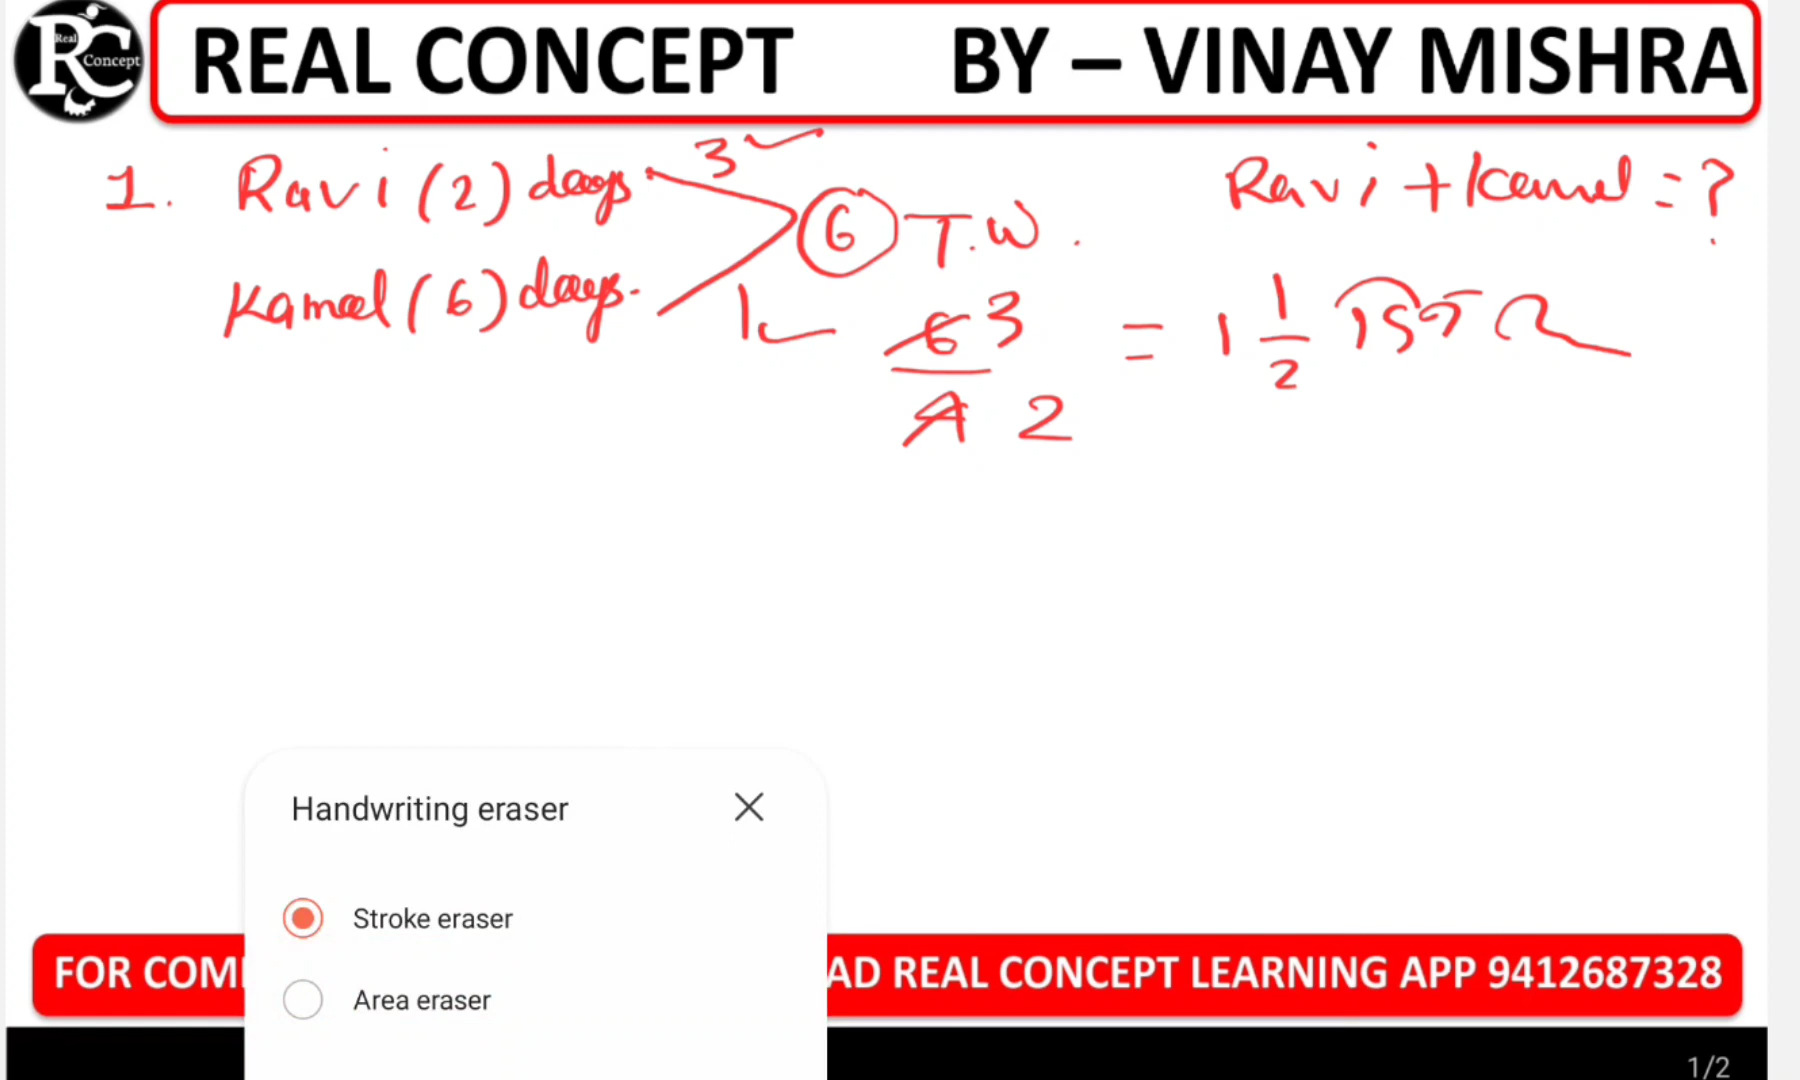 Real Concept
REAL CONCEPT BY – VINAY MISHRA
1. Ravi (2) days 3
Ravi + Kamal = ?
6 T.W.
Kamal (6) days. 1
6 3
A 2
= 1 1/2
Handwriting eraser
Stroke eraser
Area eraser
FOR COM
AD REAL CONCEPT LEARNING APP 9412687328
1/2